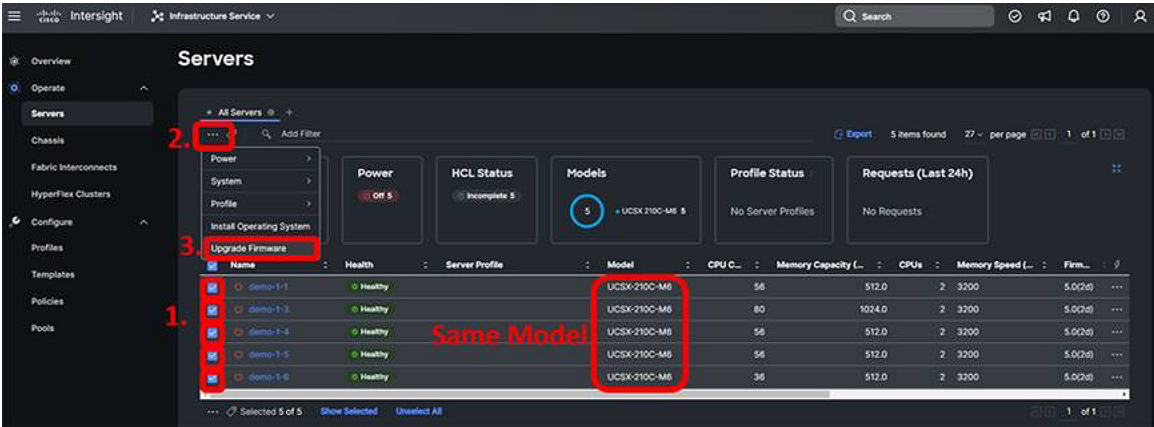 cisco Intersight Infrastructure Service Search
Overview
Operate
Servers
Chassis
Fabric Interconnects
HyperFlex Clusters
Configure
Profiles
Templates
Policies
Pools
Servers
All Servers +
2. ... Add Filter Export 5 items found 27 per page 1 of 1
Power
System
Profile
Install Operating System
3. Upgrade Firmware
Power
Off 5
HCL Status
Incomplete 5
Models
5 UCSX-210C-M6 5
Profile Status
No Server Profiles
Requests (Last 24h)
No Requests
Name Health Server Profile Model CPU C... Memory Capacity (... CPUs Memory Speed (... Firm...
demo-1-1 Healthy UCSX-210C-M6 56 512.0 2 3200 5.0(2d) ...
demo-1-3 Healthy UCSX-210C-M6 80 1024.0 2 3200 5.0(2d) ...
1. demo-1-4 Healthy Same Model UCSX-210C-M6 56 512.0 2 3200 5.0(2d) ...
demo-1-5 Healthy UCSX-210C-M6 56 512.0 2 3200 5.0(2d) ...
demo-1-6 Healthy UCSX-210C-M6 36 512.0 2 3200 5.0(2d) ...
... Selected 5 of 5 Show Selected Unselect All 1 of 1